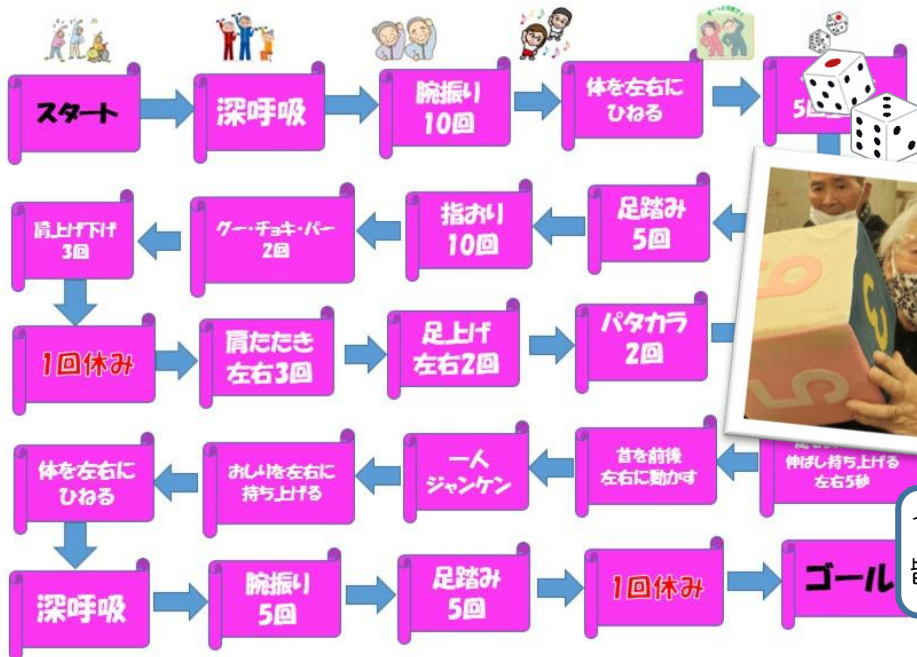 スタート
深呼吸
腕振り
10回
体を左右に
ひねる
5回
足踏み
5回
指おり
10回
グー・チョキ・パー
2回
肩上げ下げ
3回
1回休み
肩たたき
左右3回
足上げ
左右2回
パタカラ
2回
3
5
伸ばし持ち上げる
左右5秒
首を前後
左右に動かす
一人
ジャンケン
おしりを左右に
持ち上げる
体を左右に
ひねる
深呼吸
腕振り
5回
足踏み
5回
1回休み
ゴール